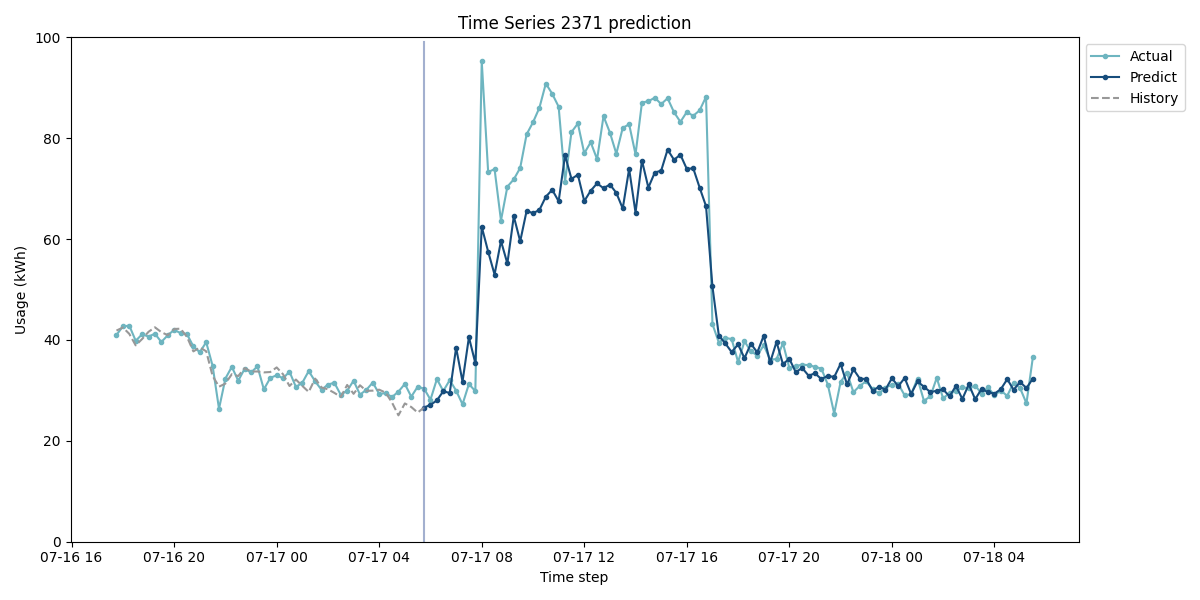 Time Series 2371 prediction
Actual
Predict
History
Usage (kWh)
100
80
60
40
20
0
07-16 16 07-16 20 07-17 00 07-17 04 07-17 08 07-17 12 07-17 16 07-17 20 07-18 00 07-18 04
Time step